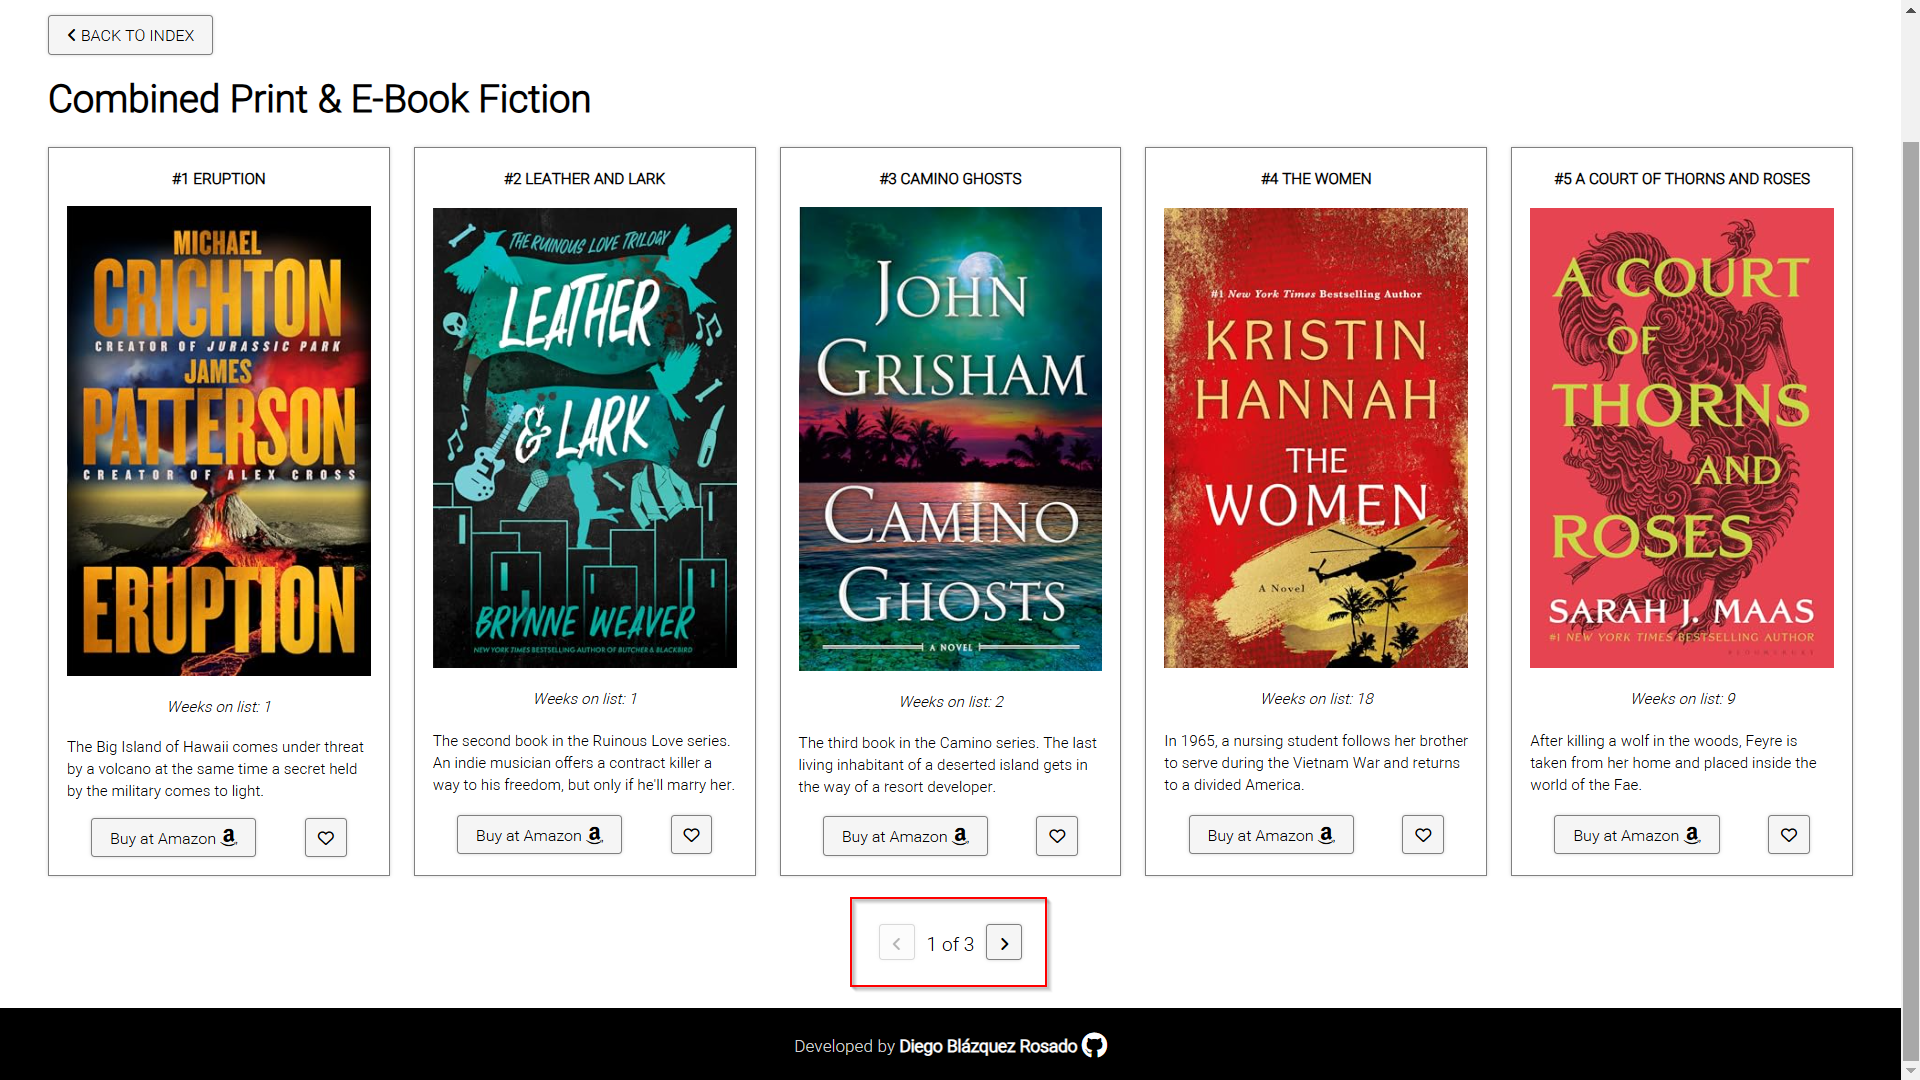 BACK TO INDEX
Combined Print & E-Book Fiction
#1 ERUPTION
MICHAEL
CRICHTON
CREATOR OF JURASSIC PARK
JAMES
PATTERSON
CREATOR OF ALEX CROSS
ERUPTION
Weeks on list: 1
The Big Island of Hawaii comes under threat
by a volcano at the same time a secret held
by the military comes to light.
Buy at Amazon
#2 LEATHER AND LARK
THE RUINOUS LOVE TRILOGY
LEATHER
& LARK
BRYNNE WEAVER
NEW YORK TIMES BESTSELLING AUTHOR OF BUTCHER & BLACKBIRD
Weeks on list: 1
The second book in the Ruinous Love series.
An indie musician offers a contract killer a
way to his freedom, but only if he'll marry her.
Buy at Amazon
#3 CAMINO GHOSTS
JOHN
GRISHAM
CAMINO
GHOSTS
A NOVEL
Weeks on list: 2
The third book in the Camino series. The last
living inhabitant of a deserted island gets in
the way of a resort developer.
Buy at Amazon
#4 THE WOMEN
#1 New York Times Bestselling Author
KRISTIN
HANNAH
THE
WOMEN
A Novel
Weeks on list: 18
In 1965, a nursing student follows her brother
to serve during the Vietnam War and returns
to a divided America.
Buy at Amazon
#5 A COURT OF THORNS AND ROSES
A COURT
OF
THORNS
AND
ROSES
SARAH J. MAAS
#1 NEW YORK TIMES BESTSELLING AUTHOR
BLOOMSBURY
Weeks on list: 9
After killing a wolf in the woods, Feyre is
taken from her home and placed inside the
world of the Fae.
Buy at Amazon
1 of 3
Developed by Diego Blázquez Rosado